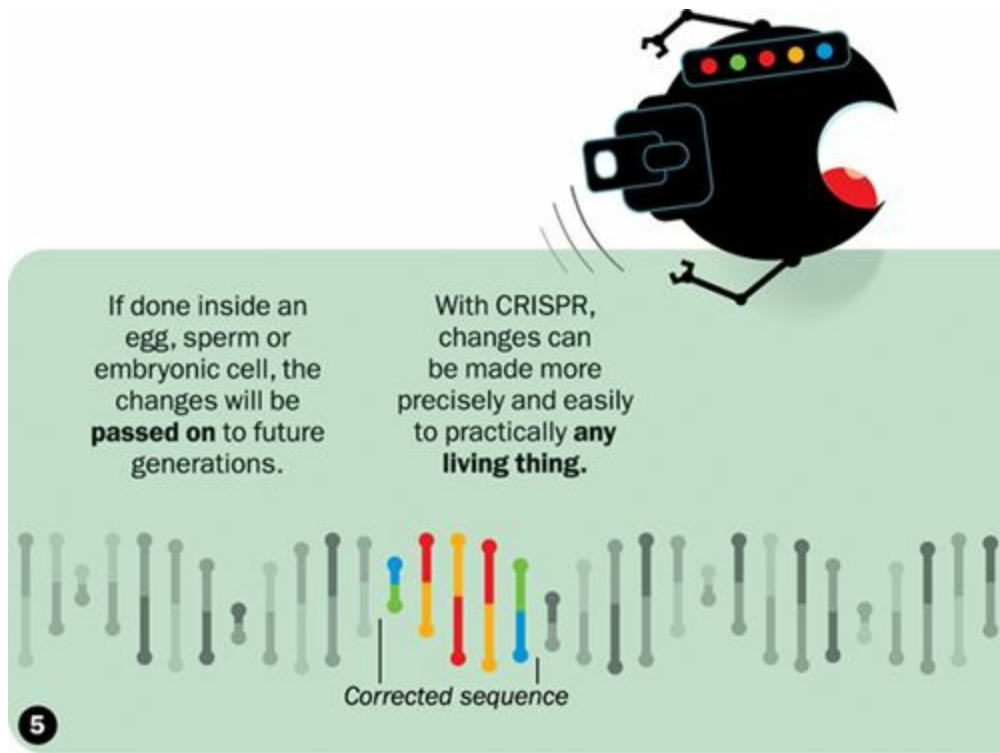 If done inside an
egg, sperm or
embryonic cell, the
changes will be
passed on to future
generations.
With CRISPR,
changes can
be made more
precisely and easily
to practically any
living thing.
Corrected sequence
5